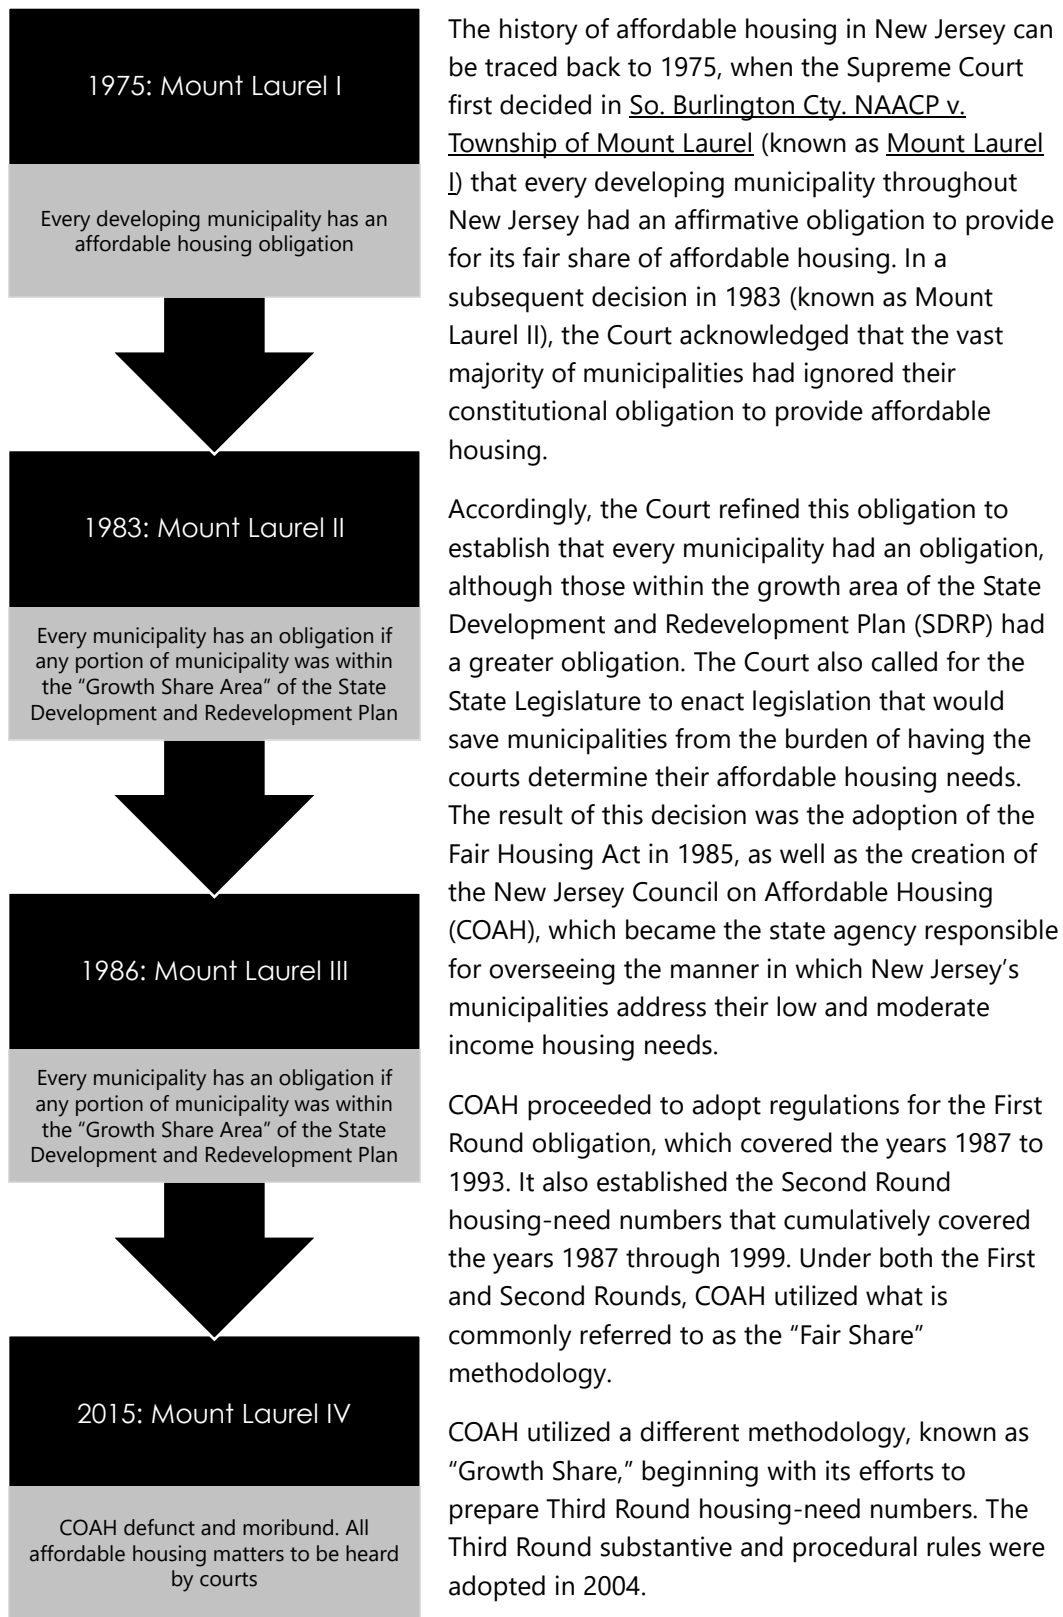 1975: Mount Laurel I
Every developing municipality has an
affordable housing obligation
1983: Mount Laurel II
Every municipality has an obligation if
any portion of municipality was within
the “Growth Share Area” of the State
Development and Redevelopment Plan
1986: Mount Laurel III
Every municipality has an obligation if
any portion of municipality was within
the “Growth Share Area” of the State
Development and Redevelopment Plan
2015: Mount Laurel IV
COAH defunct and moribund. All
affordable housing matters to be heard
by courts
The history of affordable housing in New Jersey can
be traced back to 1975, when the Supreme Court
first decided in So. Burlington Cty. NAACP v.
Township of Mount Laurel (known as Mount Laurel
I) that every developing municipality throughout
New Jersey had an affirmative obligation to provide
for its fair share of affordable housing. In a
subsequent decision in 1983 (known as Mount
Laurel II), the Court acknowledged that the vast
majority of municipalities had ignored their
constitutional obligation to provide affordable
housing.
Accordingly, the Court refined this obligation to
establish that every municipality had an obligation,
although those within the growth area of the State
Development and Redevelopment Plan (SDRP) had
a greater obligation. The Court also called for the
State Legislature to enact legislation that would
save municipalities from the burden of having the
courts determine their affordable housing needs.
The result of this decision was the adoption of the
Fair Housing Act in 1985, as well as the creation of
the New Jersey Council on Affordable Housing
(COAH), which became the state agency responsible
for overseeing the manner in which New Jersey’s
municipalities address their low and moderate
income housing needs.
COAH proceeded to adopt regulations for the First
Round obligation, which covered the years 1987 to
1993. It also established the Second Round
housing-need numbers that cumulatively covered
the years 1987 through 1999. Under both the First
and Second Rounds, COAH utilized what is
commonly referred to as the “Fair Share”
methodology.
COAH utilized a different methodology, known as
“Growth Share,” beginning with its efforts to
prepare Third Round housing-need numbers. The
Third Round substantive and procedural rules were
adopted in 2004.